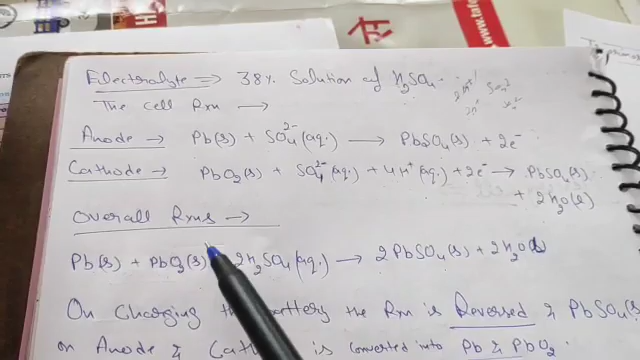 Electrolyte => 38% Solution of H2SO4.
The Cell Rxn →
Anode → Pb(s) + SO4^2-(aq.) → PbSO4(s) + 2e-
Cathode → PbO2(s) + SO4^2-(aq.) + 4H+(aq.) + 2e- → PbSO4(s)
+ 2H2O(l)
Overall Rxns →
Pb(s) + PbO2(s) 2H2SO4(aq.) → 2PbSO4(s) + 2H2O(l)
On Charging the battery the Rxn is Reversed & PbSO4(s)
on Anode & is converted into Pb & PbO2.